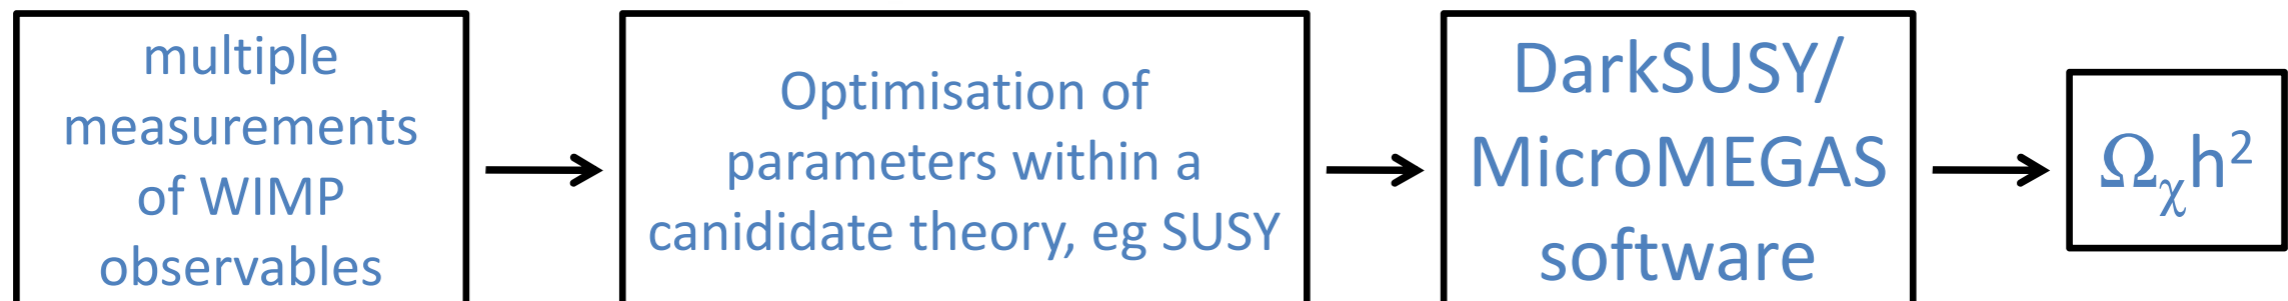 multiple
measurements
of WIMP
observables
Optimisation of
parameters within a
canididate theory, eg SUSY
DarkSUSY/
MicroMEGAS
software
Ωᵪh²